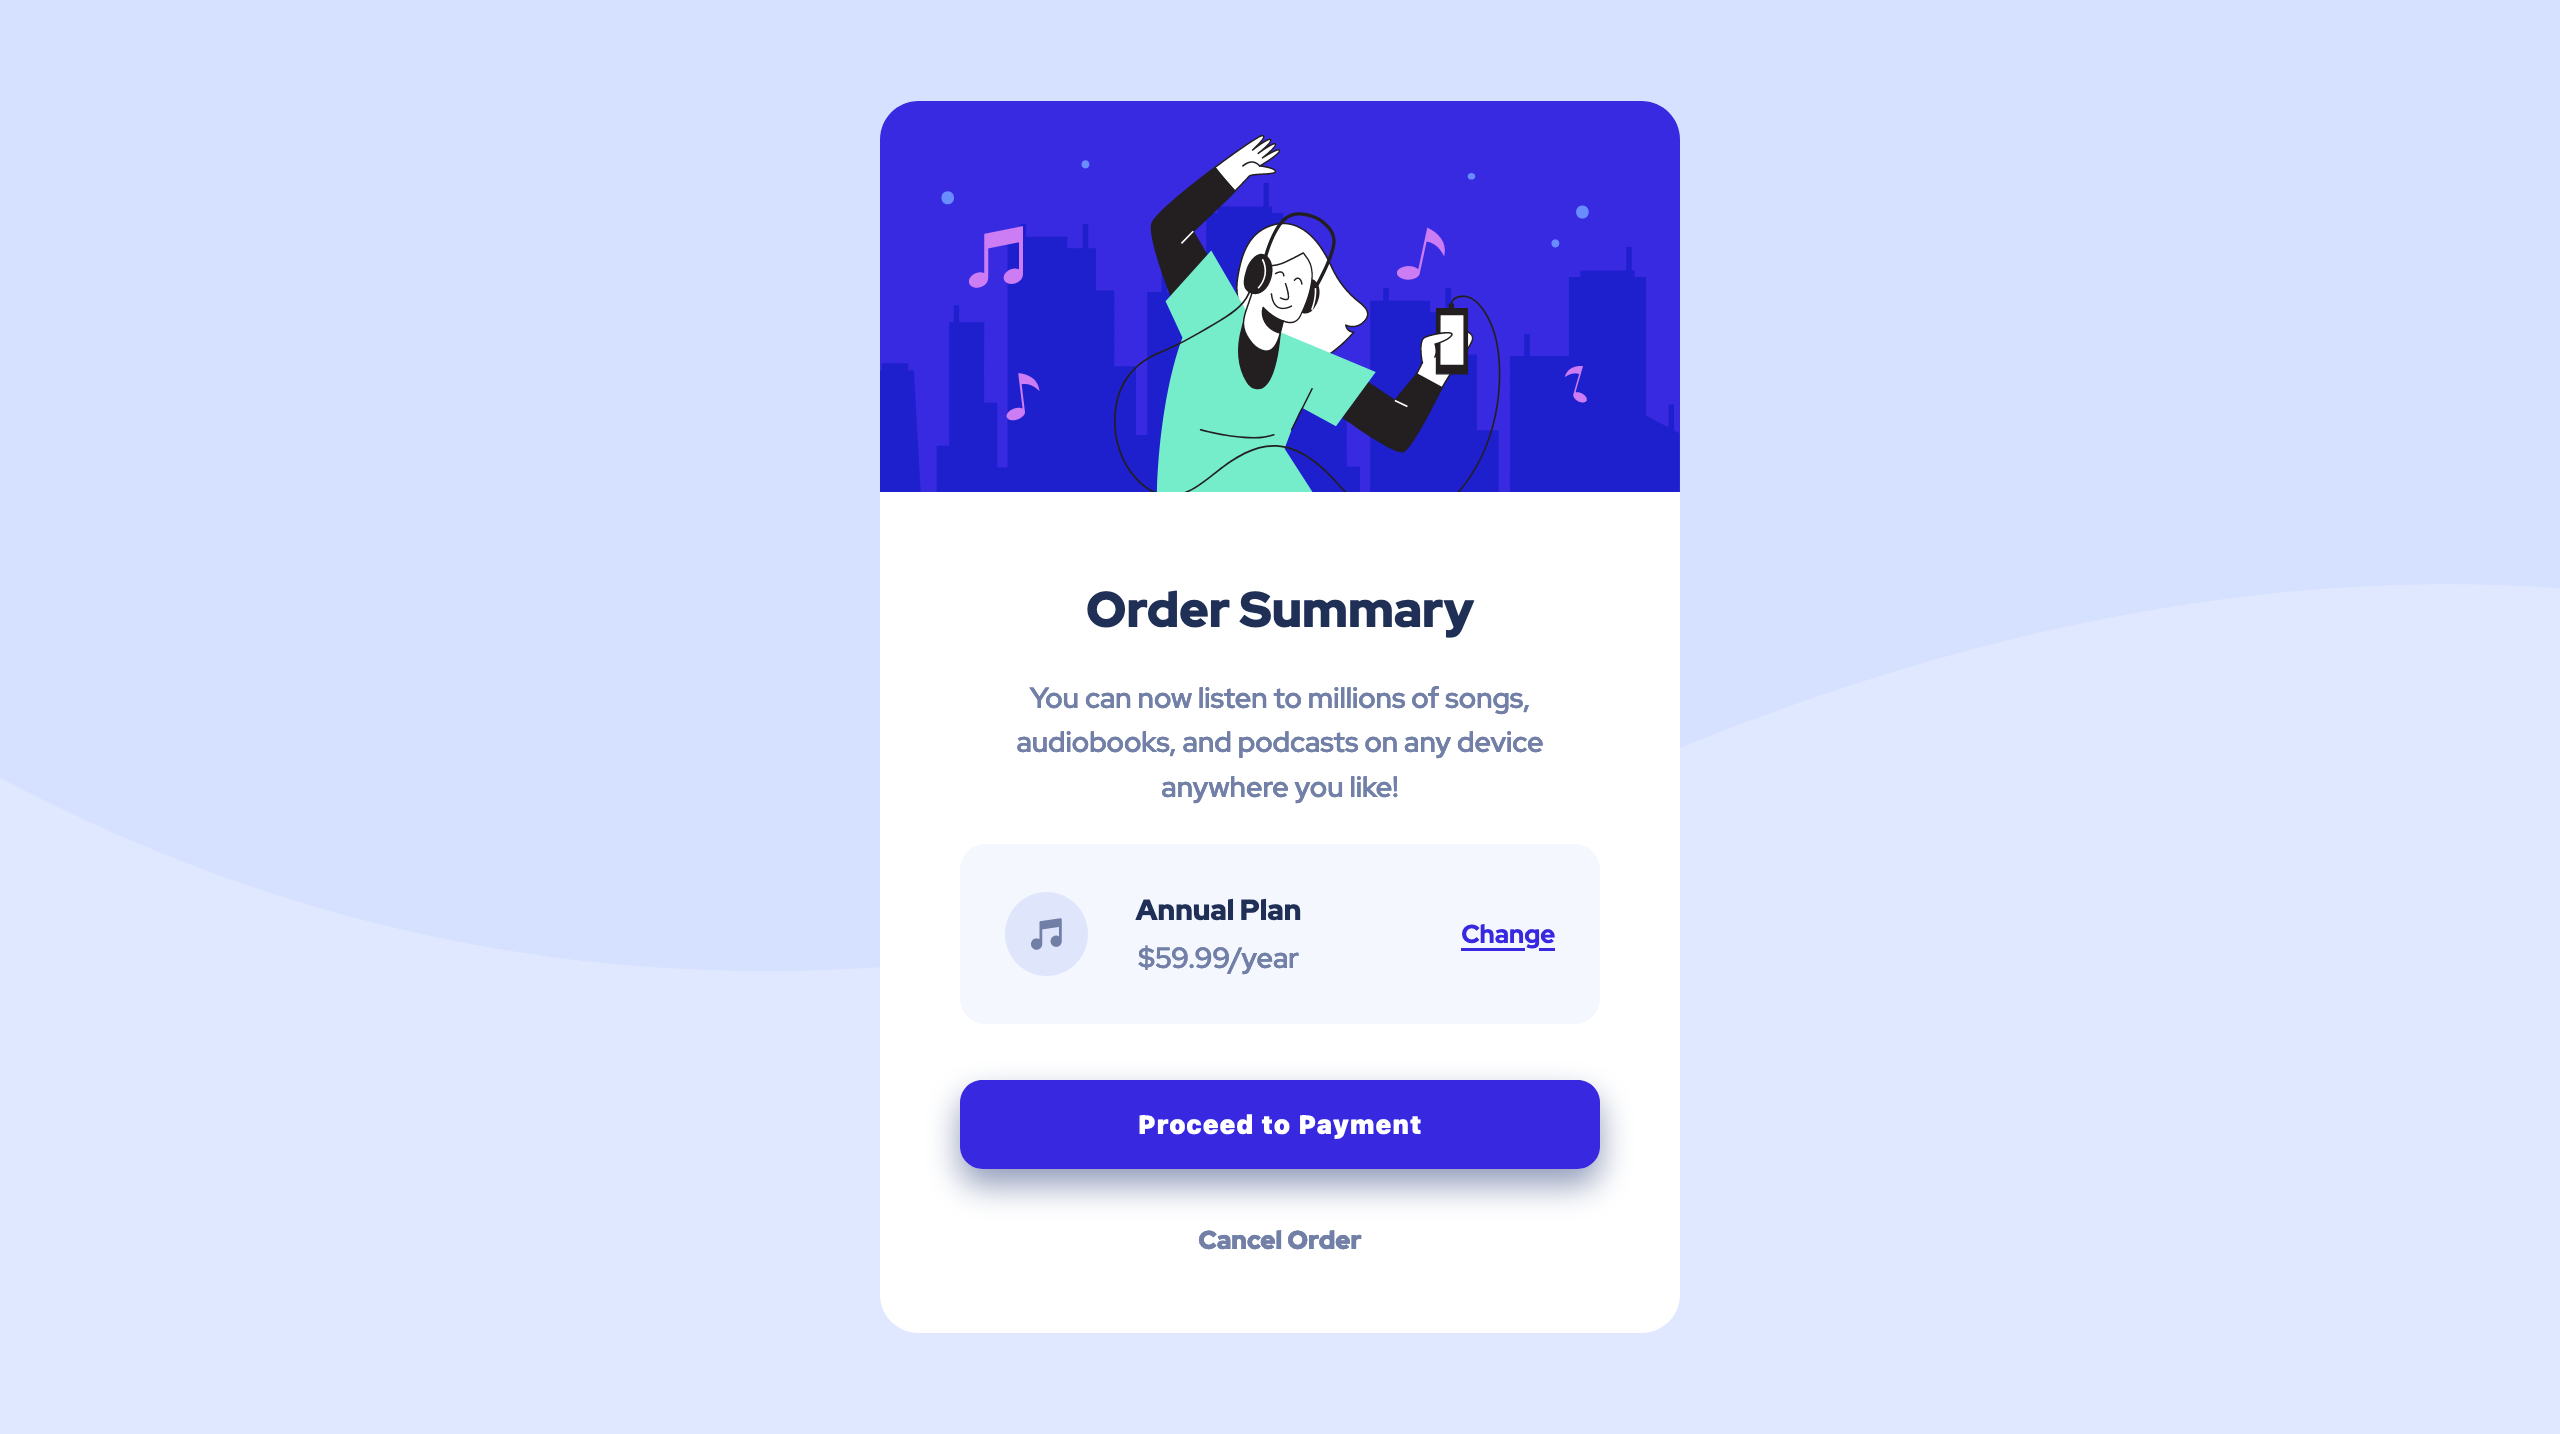 Order Summary
You can now listen to millions of songs,
audiobooks, and podcasts on any device
anywhere you like!
Annual Plan
$59.99/year
Change
Proceed to Payment
Cancel Order